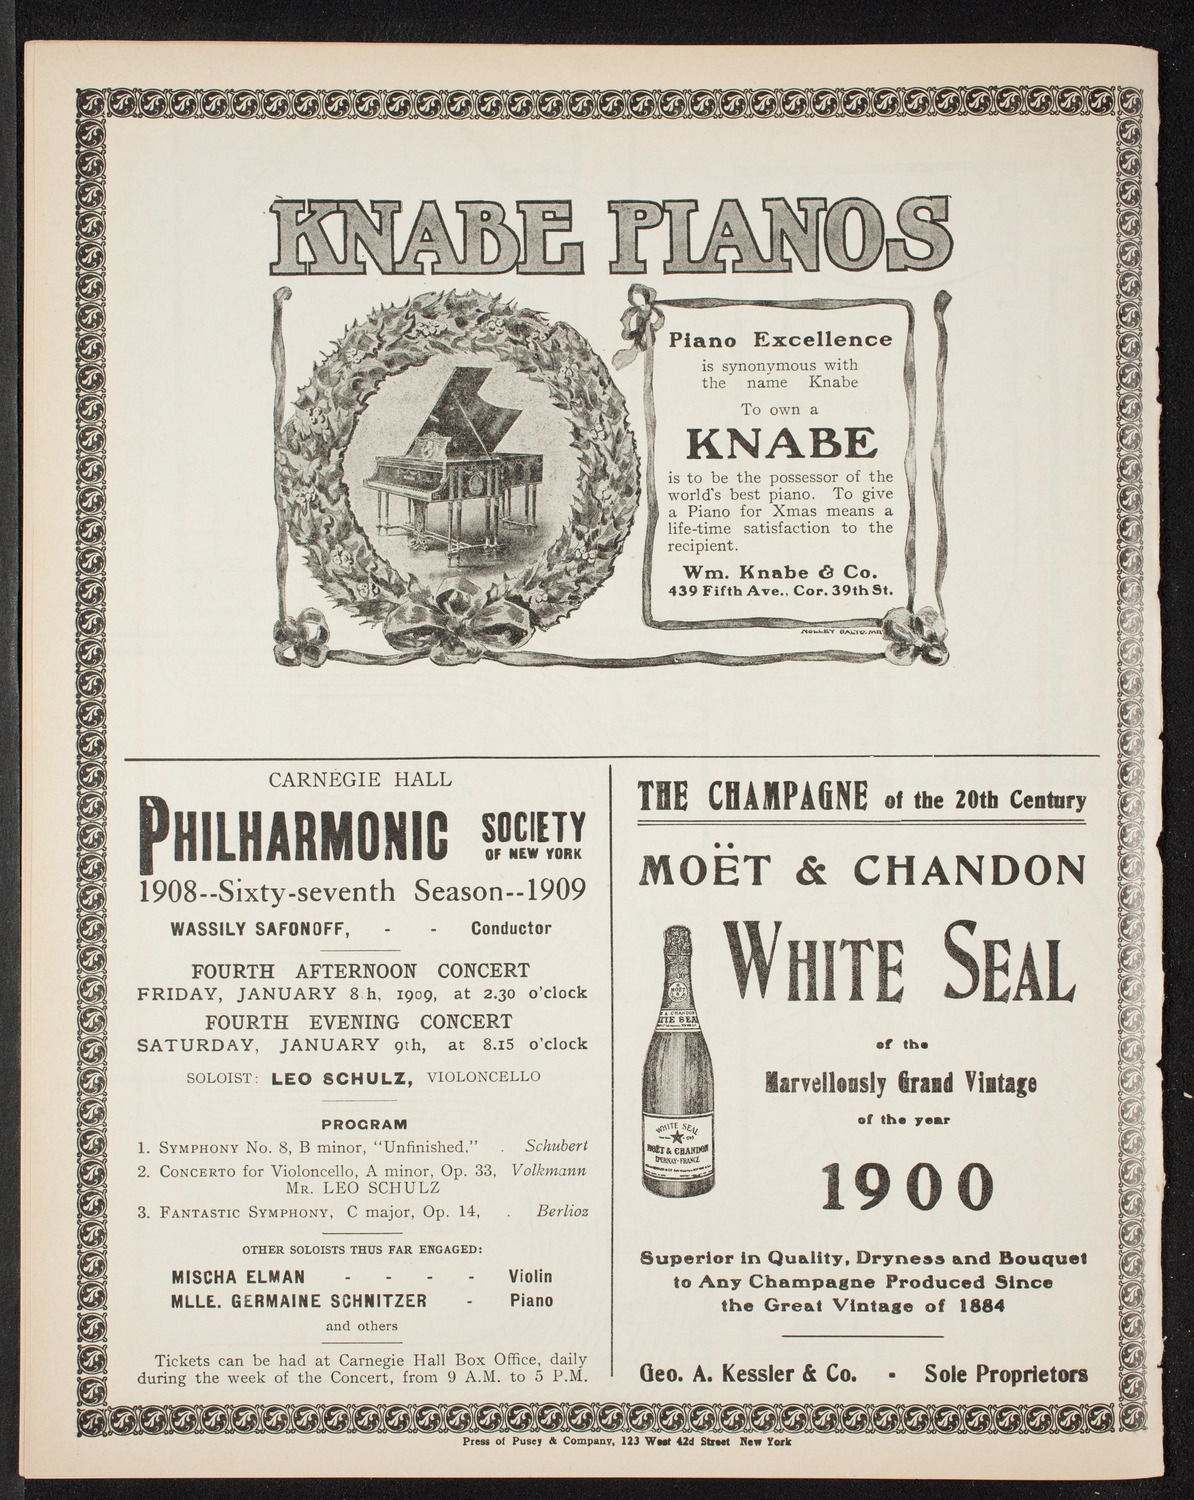 KNABE PIANOS
Piano Excellence
is synonymous with
the name Knabe
To own a
KNABE
is to be the possessor of the
world's best piano. To give
a Piano for Xmas means a
life-time satisfaction to the
recipient.
Wm. Knabe & Co.
439 Fifth Ave., Cor. 39th St.
NOLLEY BALTO. MD
CARNEGIE HALL
PHILHARMONIC SOCIETY
OF NEW YORK
1908--Sixty-seventh Season--1909
WASSILY SAFONOFF, - - Conductor
FOURTH AFTERNOON CONCERT
FRIDAY, JANUARY 8 h, 1909, at 2.30 o'clock
FOURTH EVENING CONCERT
SATURDAY, JANUARY 9th, at 8.15 o'clock
SOLOIST: LEO SCHULZ, VIOLONCELLO
PROGRAM
1. SYMPHONY No. 8, B minor, "Unfinished," . Schubert
2. CONCERTO for Violoncello, A minor, Op. 33, Volkmann
MR. LEO SCHULZ
3. FANTASTIC SYMPHONY, C major, Op. 14, . Berlioz
OTHER SOLOISTS THUS FAR ENGAGED:
MISCHA ELMAN - - - - Violin
MLLE. GERMAINE SCHNITZER - Piano
and others
Tickets can be had at Carnegie Hall Box Office, daily
during the week of the Concert, from 9 A.M. to 5 P.M.
THE CHAMPAGNE of the 20th Century
MOËT & CHANDON
WHITE SEAL
of the
Marvellously Grand Vintage
of the year
1900
WHITE SEAL
MOËT & CHANDON
EPERNAY-FRANCE
Superior in Quality, Dryness and Bouquet
to Any Champagne Produced Since
the Great Vintage of 1884
Geo. A. Kessler & Co. - Sole Proprietors
Press of Pusey & Company, 123 West 42d Street New York